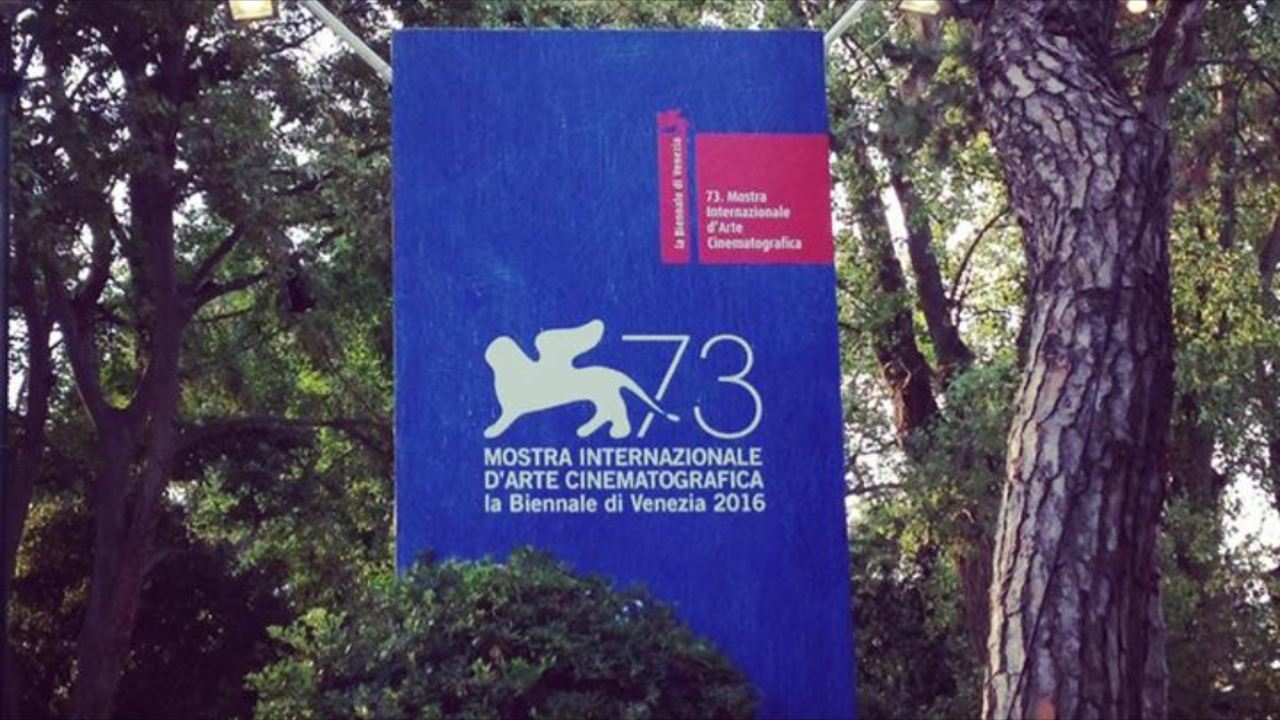 la Biennale di Venezia
73. Mostra
Internazionale
d'Arte
Cinematografica
73
MOSTRA INTERNAZIONALE
D'ARTE CINEMATOGRAFICA
la Biennale di Venezia 2016